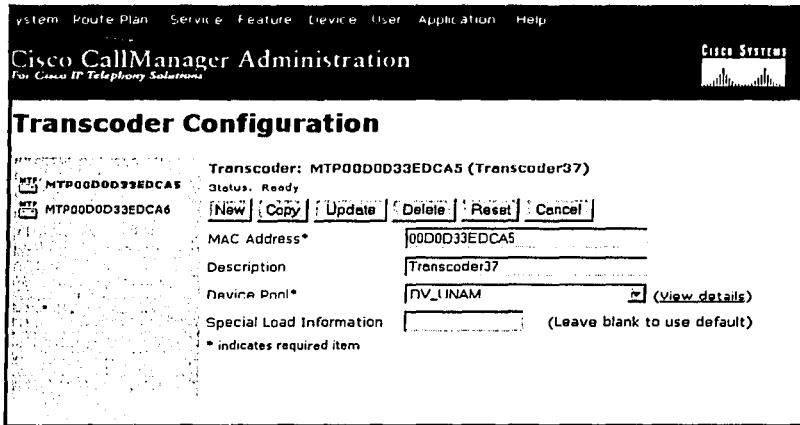 ystem Route Plan Service Feature Device User Application Help
Cisco CallManager Administration
For Cisco IP Telephony Solutions
CISCO SYSTEMS
Transcoder Configuration
MTP MTP00D0D33EDCA5
MTP MTP00D0D33EDCA6
Transcoder: MTP00D0D33EDCA5 (Transcoder37)
Status. Ready
New Copy Update Delete Reset Cancel
MAC Address* 00D0D33EDCA5
Description Transcoder37
Device Pool* DV_UNAM (View details)
Special Load Information (Leave blank to use default)
* indicates required item